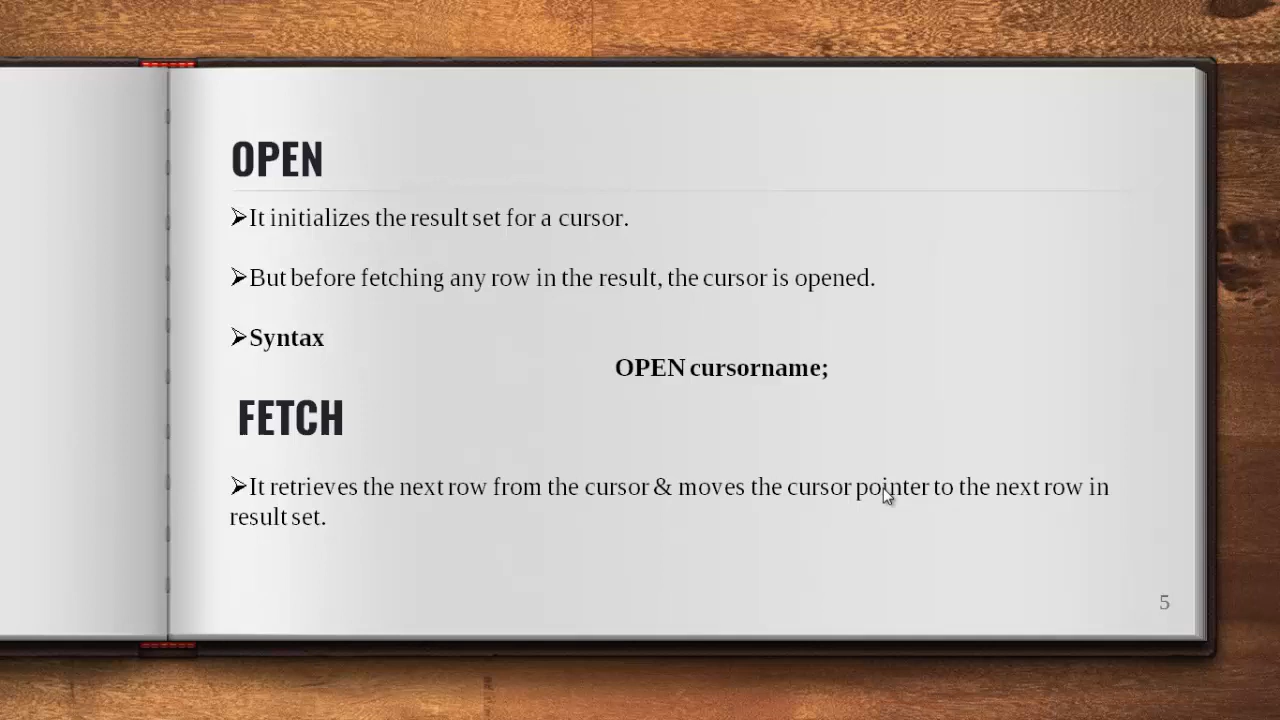 OPEN
➢It initializes the result set for a cursor.
➢But before fetching any row in the result, the cursor is opened.
➢Syntax
OPEN cursorname;
FETCH
➢It retrieves the next row from the cursor & moves the cursor pointer to the next row in
result set.
5